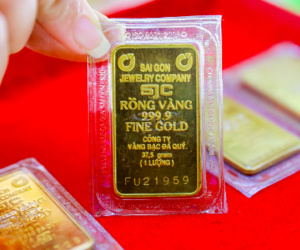 SAI GON
JEWELRY COMPANY
SJC
RỒNG VÀNG
999.9
FINE GOLD
CÔNG TY
VÀNG BẠC ĐÁ QUÝ.
37,5 gram
(1 LƯỢNG)
FU21959